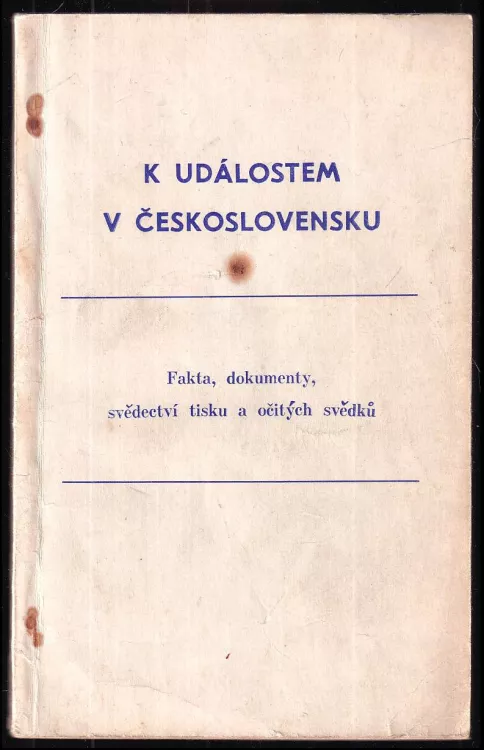 K UDÁLOSTEM
V ČESKOSLOVENSKU
Fakta, dokumenty,
svědectví tisku a očitých svědků